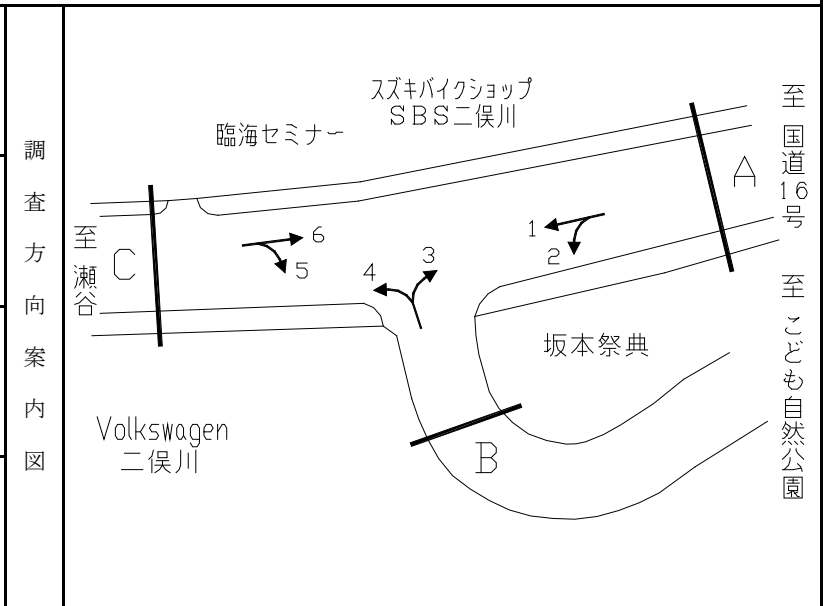 調査方向案内図
スズキバイクショップ
SBS二俣川
臨海セミナー
至 国道16号
A
至 瀬谷
C
6
5
4
3
1
2
坂本祭典
至 こども自然公園
Volkswagen
二俣川
B